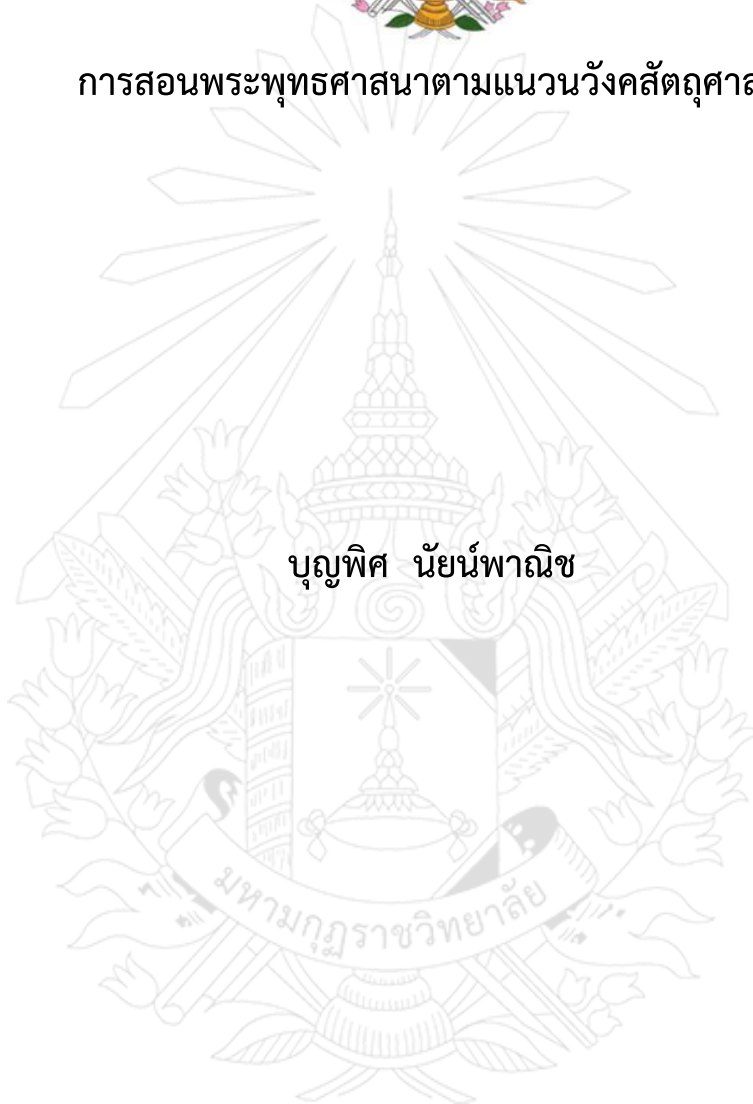 การสอนพระพุทธศาสนาตามแนวนวังคสัตถุศาส
บุญพิศ นัยน์พาณิช
มหามกุฏราชวิทยาลัย